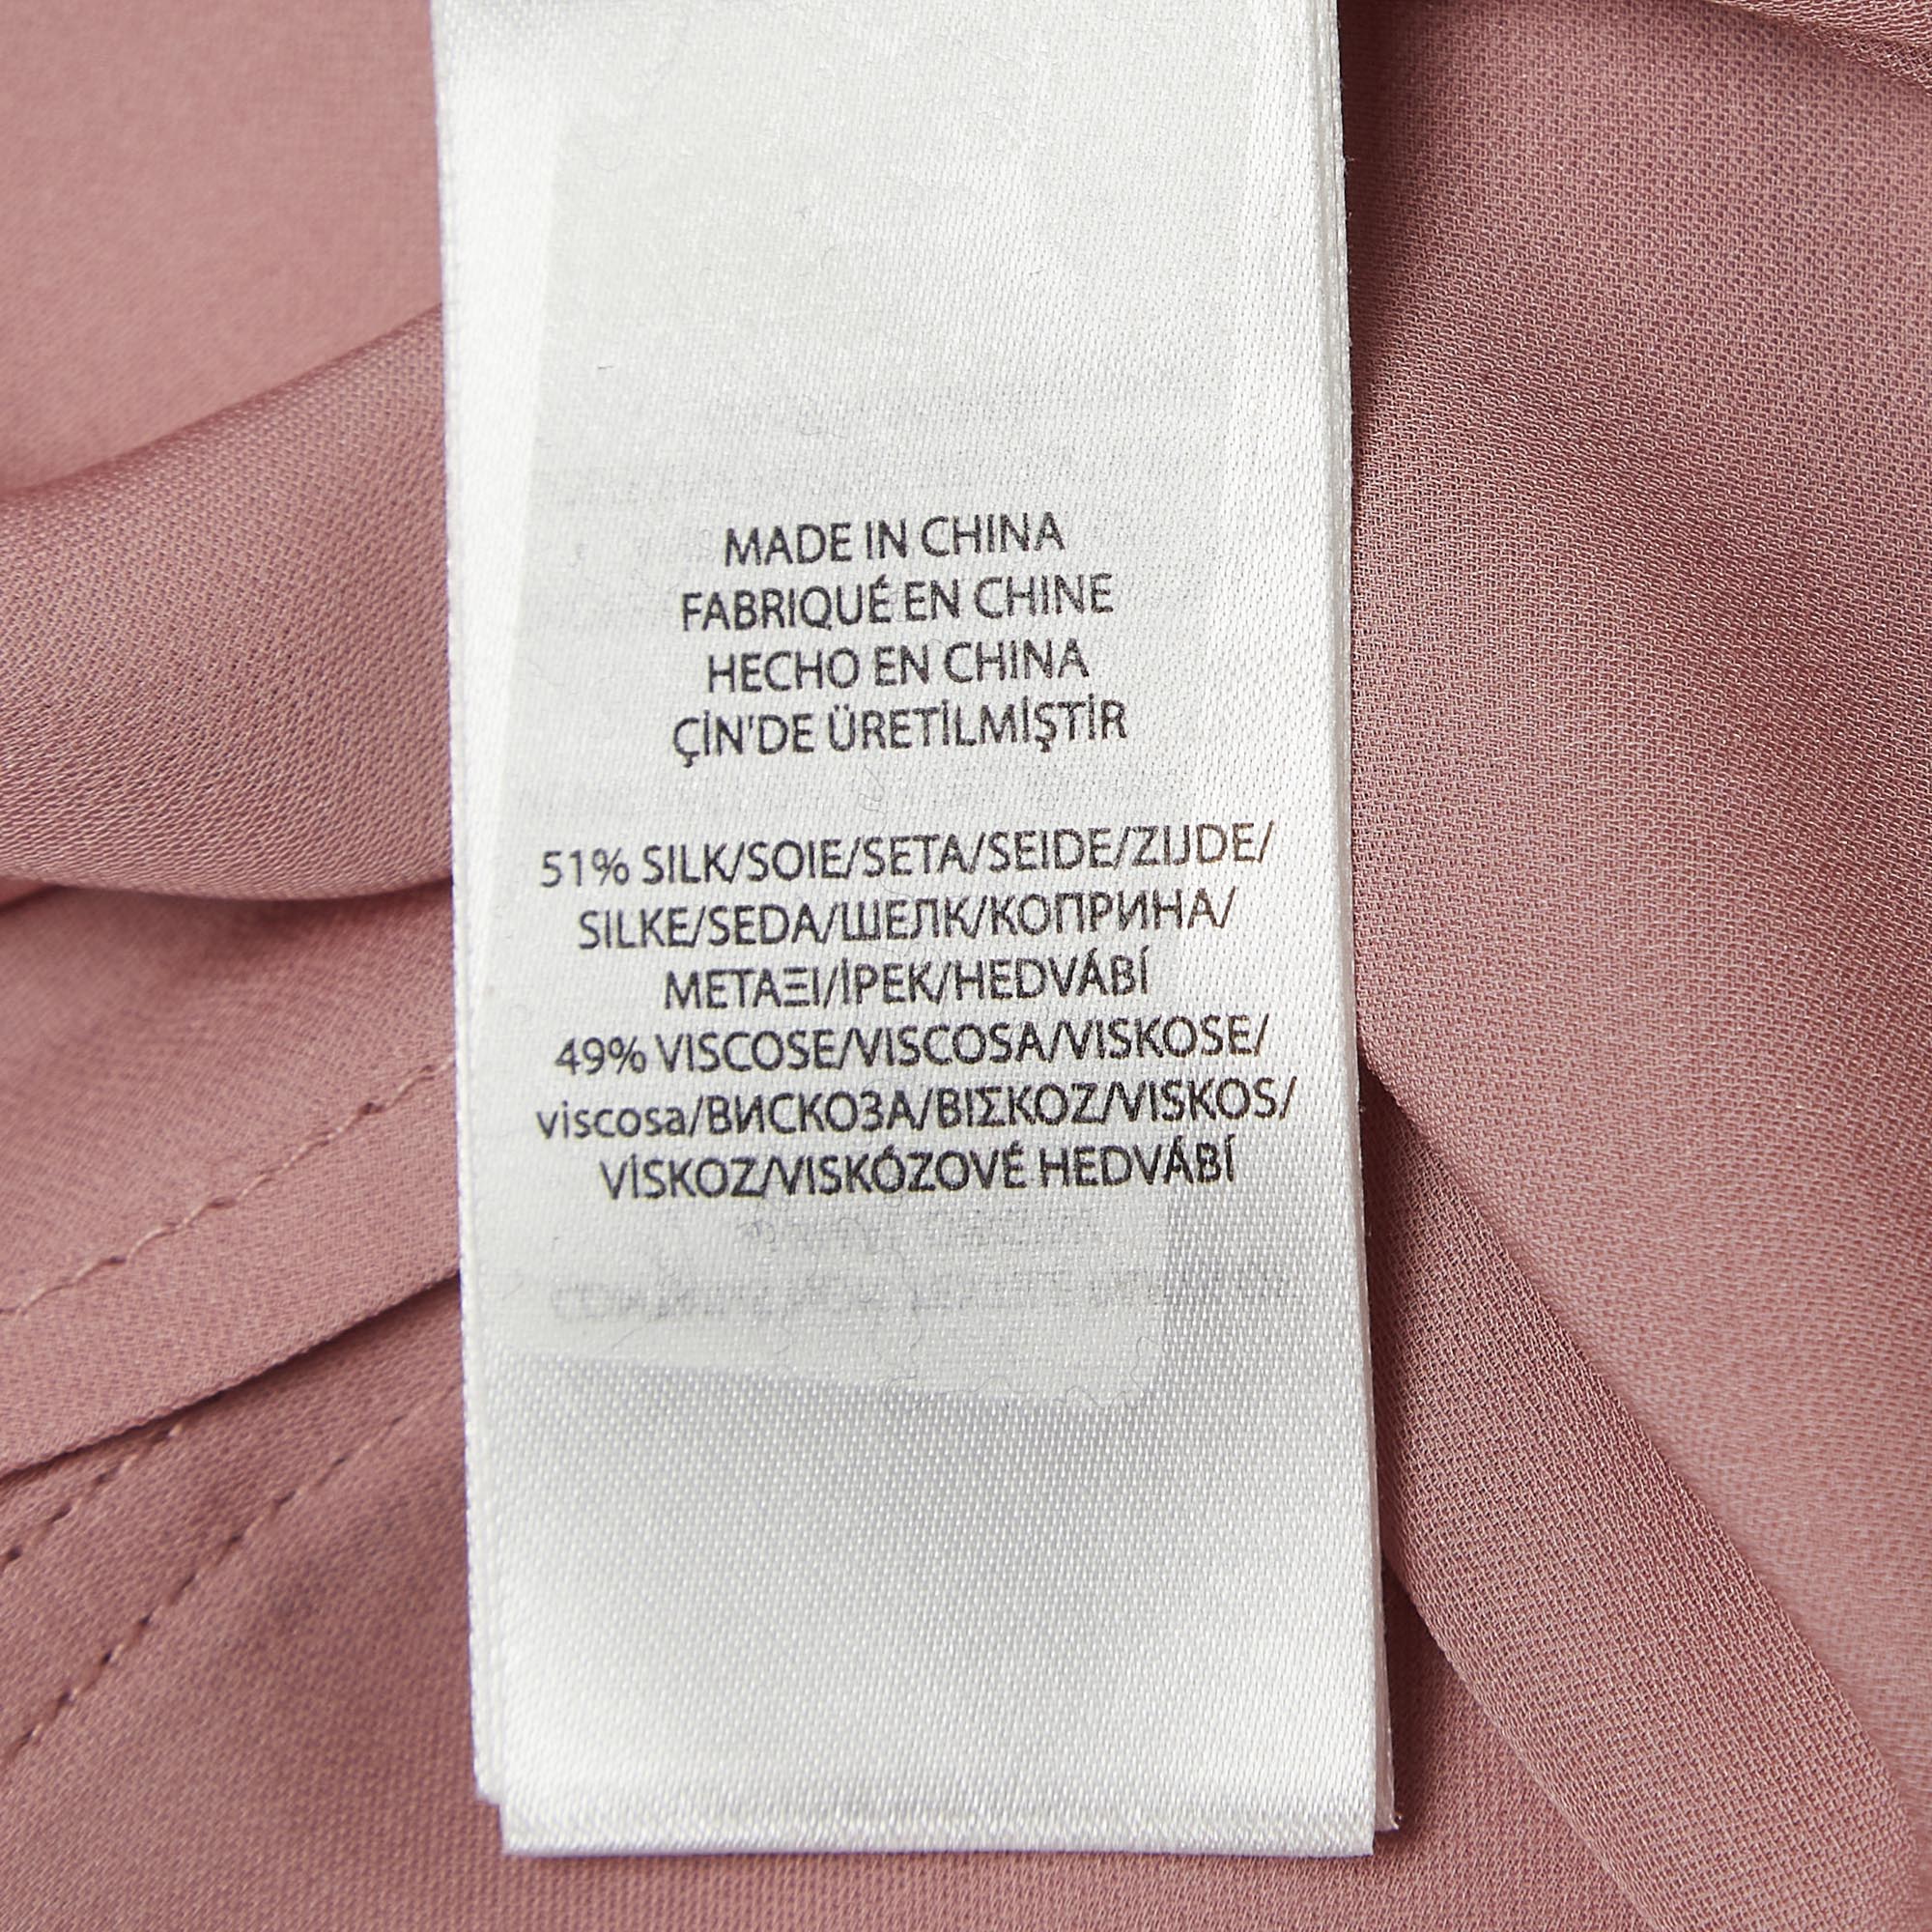 MADE IN CHINA
FABRIQUÉ EN CHINE
HECHO EN CHINA
ÇİN'DE ÜRETİLMİŞTİR
51% SILK/SOIE/SETA/SEIDE/ZIJDE/
SILKE/SEDA/ШЕЛК/КОПРИНА/
ΜΕΤΑΞΙ/İPEK/HEDVÁBÍ
49% VISCOSE/VISCOSA/VISKOSE/
viscosa/ВИСКОЗА/ΒΙΣΚΟΖ/VISKOS/
VİSKOZ/VISKÓZOVÉ HEDVÁBÍ